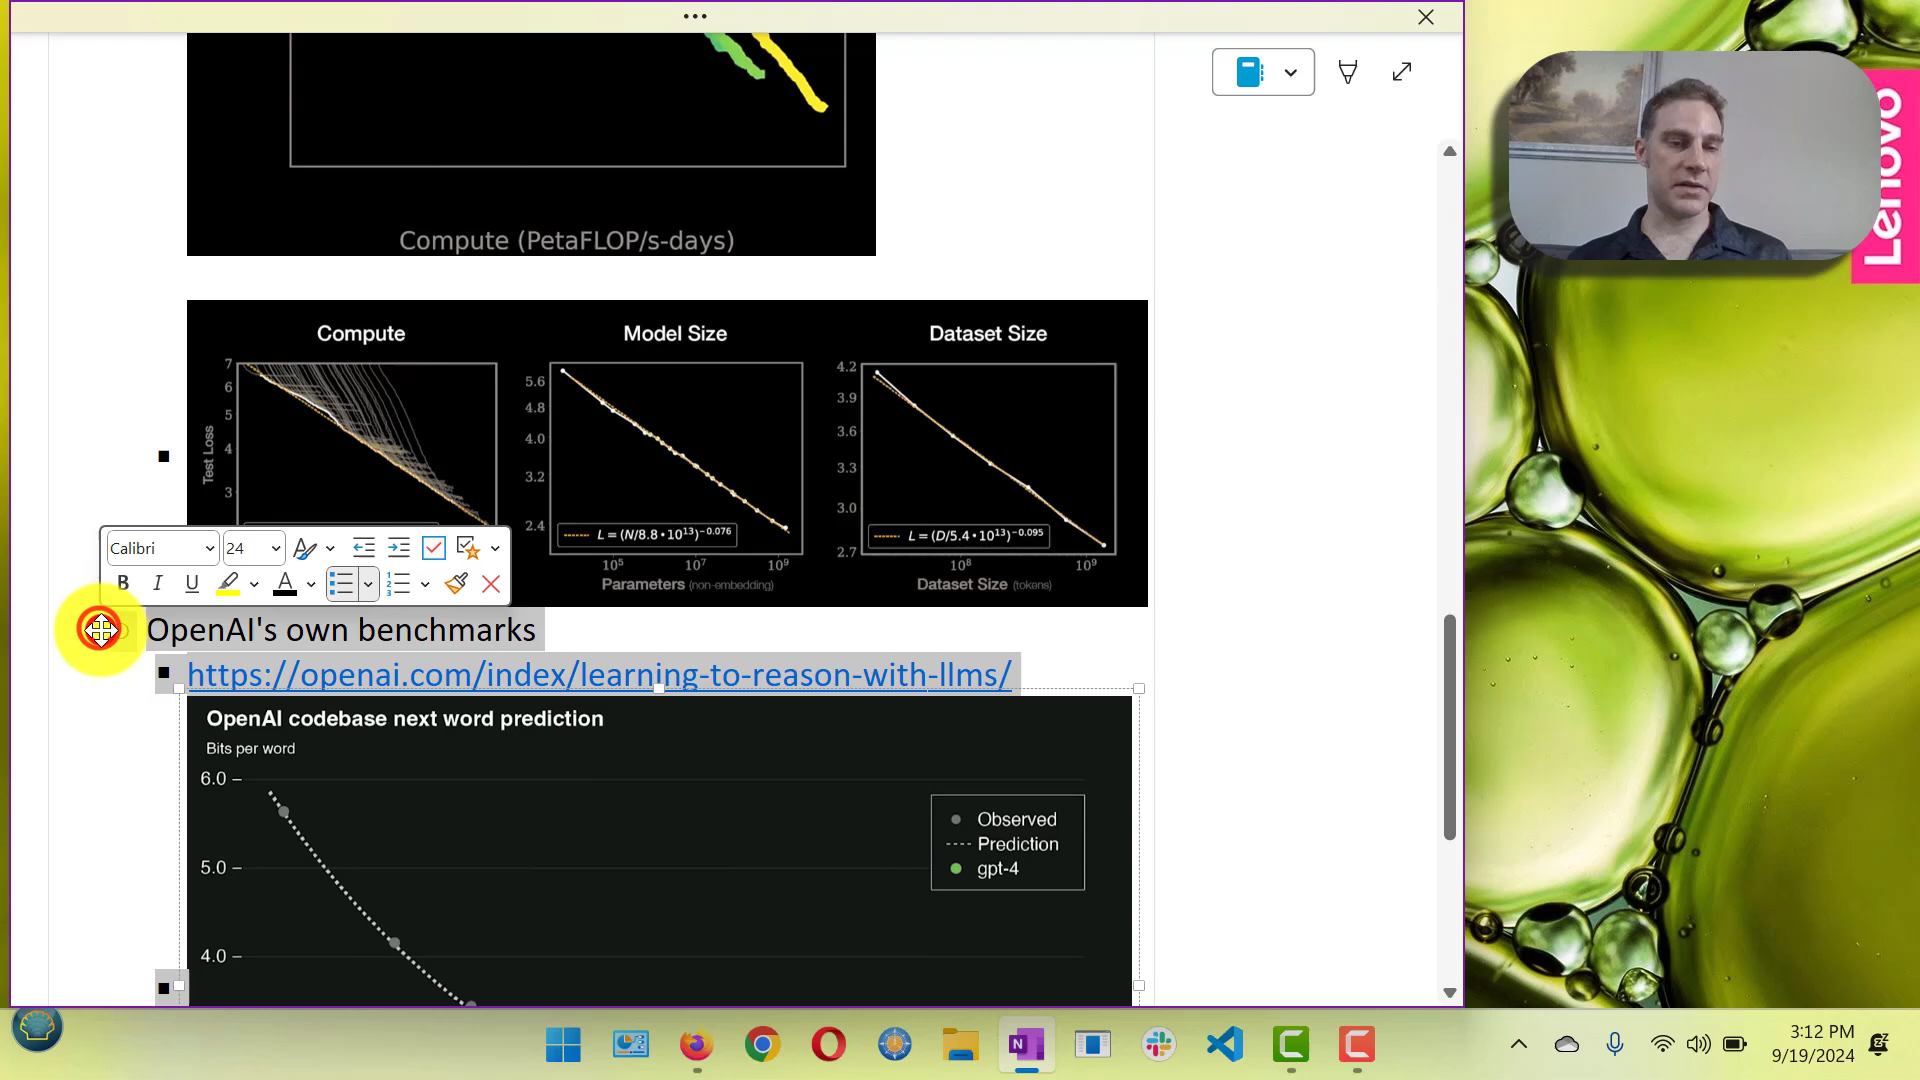 Compute (PetaFLOP/s-days)
Compute
Model Size
Dataset Size
Test Loss
7
6
5
4
3
5.6
4.8
4.0
3.2
2.4
L = (N/8.8 • 10¹³)⁻⁰·⁰⁷⁶
10⁵ 10⁷ 10⁹
Parameters (non-embedding)
4.2
3.9
3.6
3.3
3.0
2.7
L = (D/5.4 • 10¹³)⁻⁰·⁰⁹⁵
10⁸ 10⁹
Dataset Size (tokens)
Calibri 24
B I U A
OpenAI's own benchmarks
https://openai.com/index/learning-to-reason-with-llms/
OpenAI codebase next word prediction
Bits per word
6.0
5.0
4.0
Observed
Prediction
gpt-4
Lenovo
3:12 PM
9/19/2024